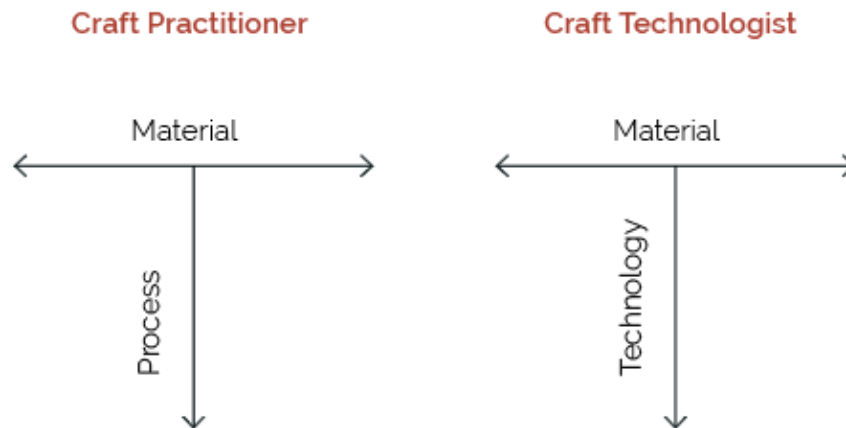 Craft Practitioner
Material
Process
Craft Technologist
Material
Technology